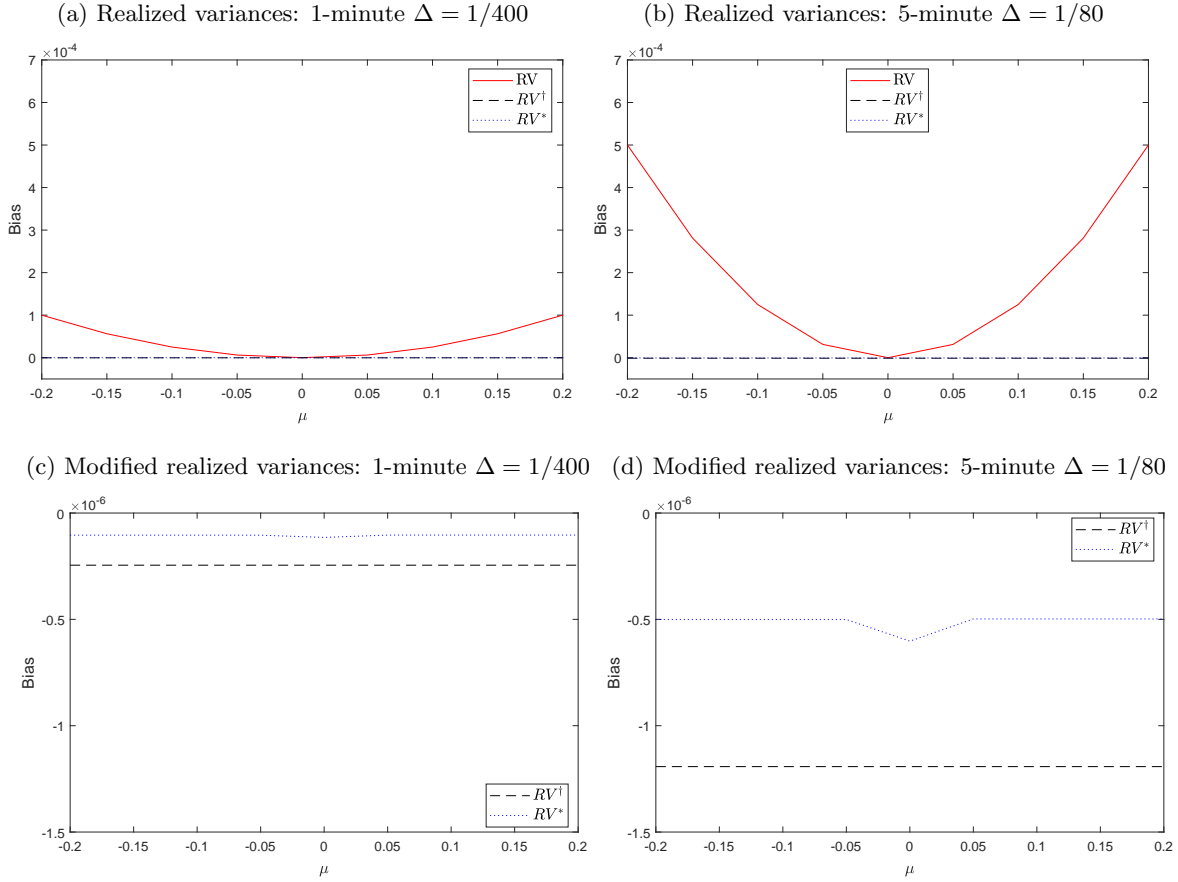 (a) Realized variances: 1-minute Δ = 1/400
×10⁻⁴
7
6
5
4
3
2
1
0
Bias
-0.2 -0.15 -0.1 -0.05 0 0.05 0.1 0.15 0.2
μ
RV
RV†
RV*
(b) Realized variances: 5-minute Δ = 1/80
×10⁻⁴
7
6
5
4
3
2
1
0
Bias
-0.2 -0.15 -0.1 -0.05 0 0.05 0.1 0.15 0.2
μ
RV
RV†
RV*
(c) Modified realized variances: 1-minute Δ = 1/400
×10⁻⁶
0
-0.5
-1
-1.5
Bias
-0.2 -0.15 -0.1 -0.05 0 0.05 0.1 0.15 0.2
μ
RV†
RV*
(d) Modified realized variances: 5-minute Δ = 1/80
×10⁻⁶
0
-0.5
-1
-1.5
Bias
-0.2 -0.15 -0.1 -0.05 0 0.05 0.1 0.15 0.2
μ
RV†
RV*